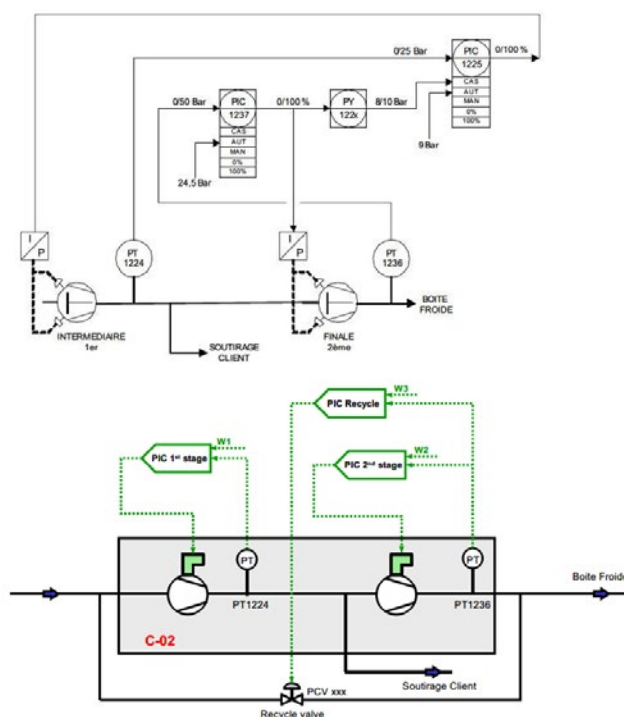 0/25 Bar
PIC
1225
0/100 %
CAS
AUT
MAN
0%
100%
9 Bar
0/50 Bar
PIC
1237
0/100 %
CAS
AUT
MAN
0%
100%
24,5 Bar
PY
122x
8/10 Bar
I
P
PT
1224
I
P
PT
1236
INTERMEDIAIRE
1er
SOUTIRAGE
CLIENT
FINALE
2ème
BOITE
FROIDE
W3
PIC Recycle
W1
PIC 1st stage
W2
PIC 2nd stage
PT
PT
PT1224
PT1236
Boite Froide
C-02
Soutirage Client
PCV xxx
Recycle valve